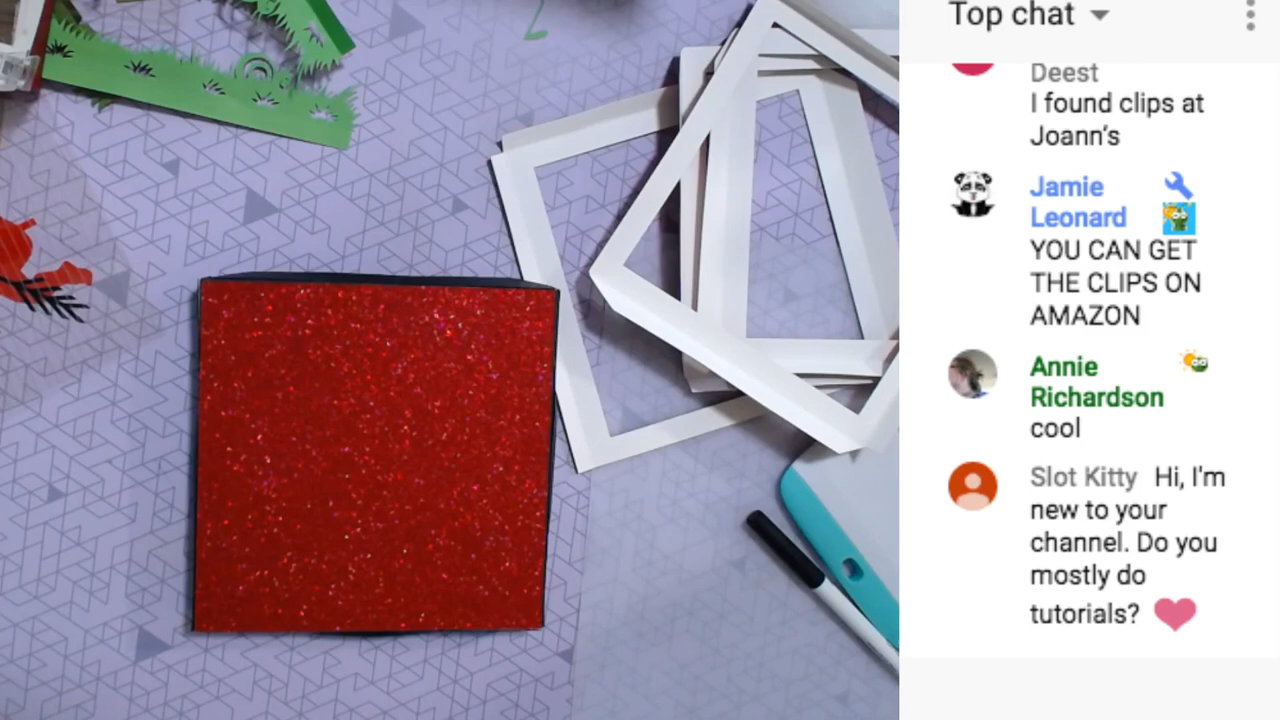 2
Top chat
Deest
I found clips at
Joann's
Jamie
Leonard
YOU CAN GET
THE CLIPS ON
AMAZON
Annie
Richardson
cool
Slot Kitty Hi, I'm
new to your
channel. Do you
mostly do
tutorials?